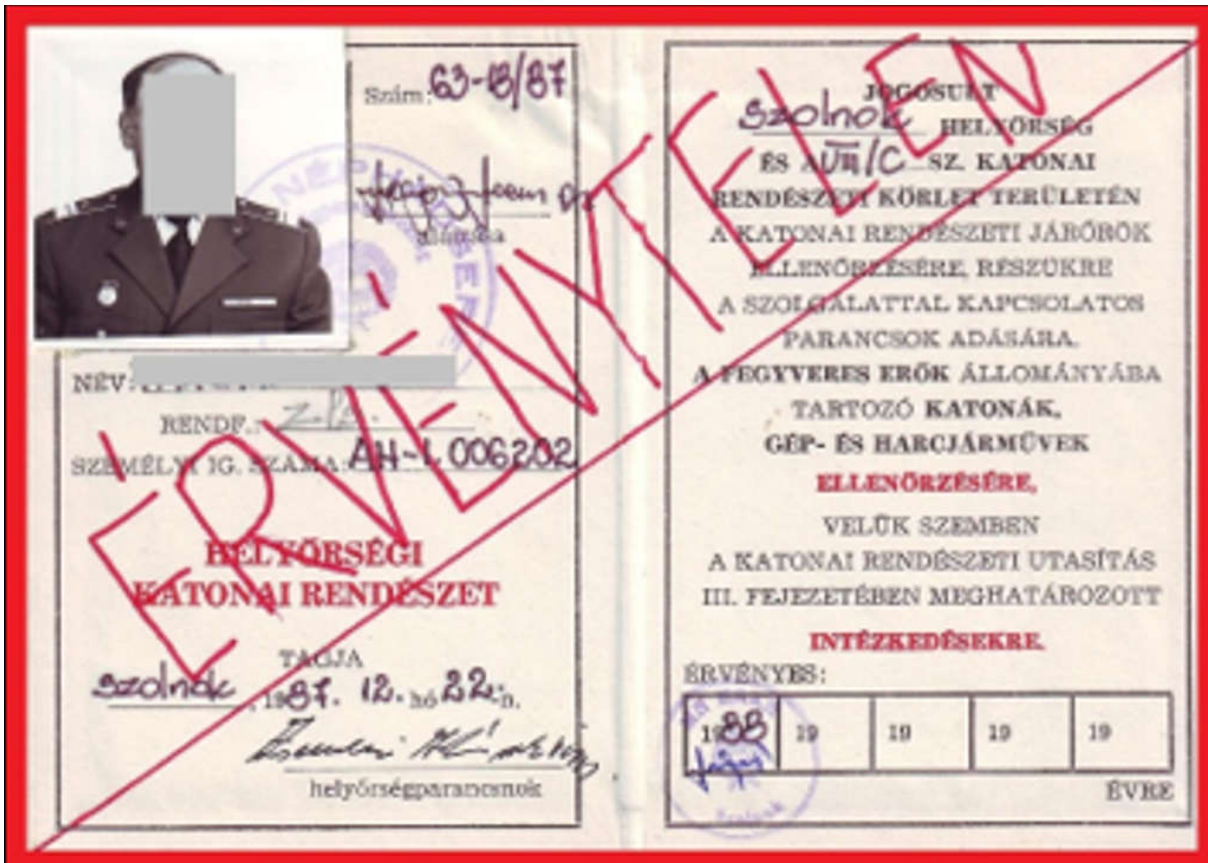 Szám: 63-13/87
aláírása
NÉV:
RENDF.:
SZEMÉLYI IG. SZÁMA: AH-I. 006202
HELYŐRSÉGI
KATONAI RENDÉSZET
TAGJA
Szolnok, 1987. 12. hó 22-n.
helyőrségparancsnok
ÉRVÉNYTELEN
JOGOSULT
Szolnok HELYŐRSÉG
ÉS A VIII/C SZ. KATONAI
RENDÉSZETI KÖRLET TERÜLETÉN
A KATONAI RENDÉSZETI JÁRŐRÖK
ELLENŐRZÉSÉRE, RÉSZÜKRE
A SZOLGÁLATTAL KAPCSOLATOS
PARANCSOK ADÁSÁRA.
A FEGYVERES ERŐK ÁLLOMÁNYÁBA
TARTOZÓ KATONÁK,
GÉP- ÉS HARCJÁRMŰVEK
ELLENŐRZÉSÉRE,
VELÜK SZEMBEN
A KATONAI RENDÉSZETI UTASÍTÁS
III. FEJEZETÉBEN MEGHATÁROZOTT
INTÉZKEDÉSEKRE.
ÉRVÉNYES:
1988 19 19 19 19
ÉVRE